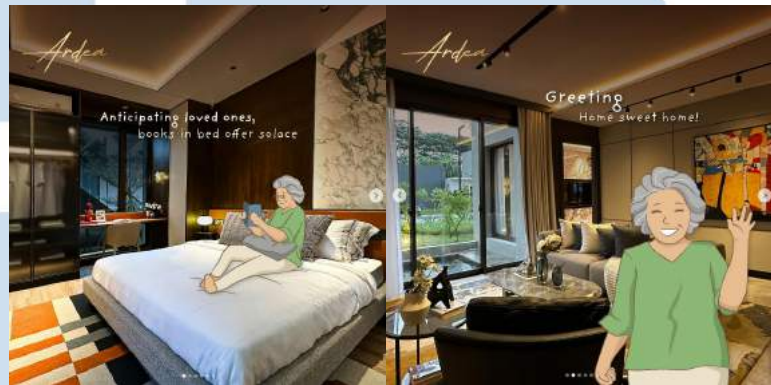 Ardea
Anticipating loved ones,
books in bed offer solace
Ardea
Greeting
Home sweet home!